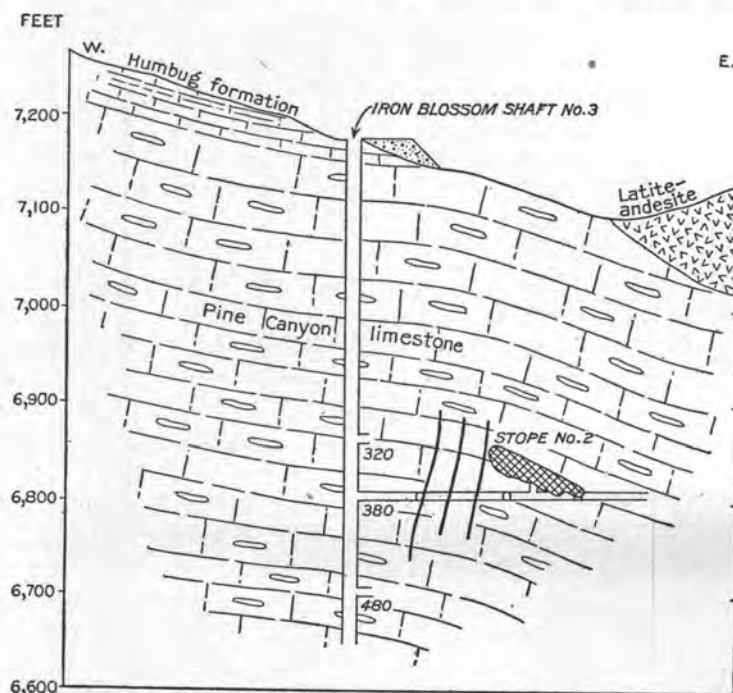 FEET
W.
E.
Humbug formation
7,200
IRON BLOSSOM SHAFT No.3
Latite-
andesite
7,100
7,000
Pine Canyon limestone
6,900
STOPE No.2
320
6,800
380
6,700
480
6,600